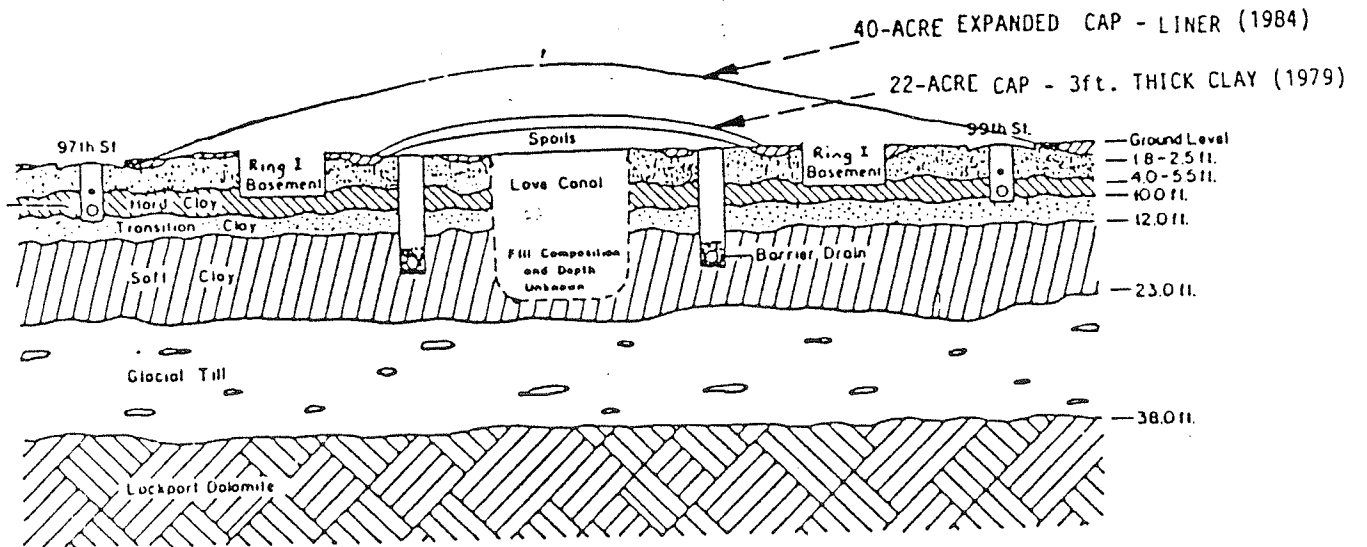 40-ACRE EXPANDED CAP - LINER (1984)
22-ACRE CAP - 3ft. THICK CLAY (1979)
97th St
Spoils
99th St.
Ground Level
1.8-2.5 ft.
4.0-5.5 ft.
10.0 ft.
12.0 ft.
Ring I
Basement
Love Canal
Ring I
Basement
Hard Clay
Transition Clay
Fill Composition
and Depth
Unknown
Barrier Drain
Soft Clay
23.0 ft.
Glacial Till
38.0 ft.
Lockport Dolomite